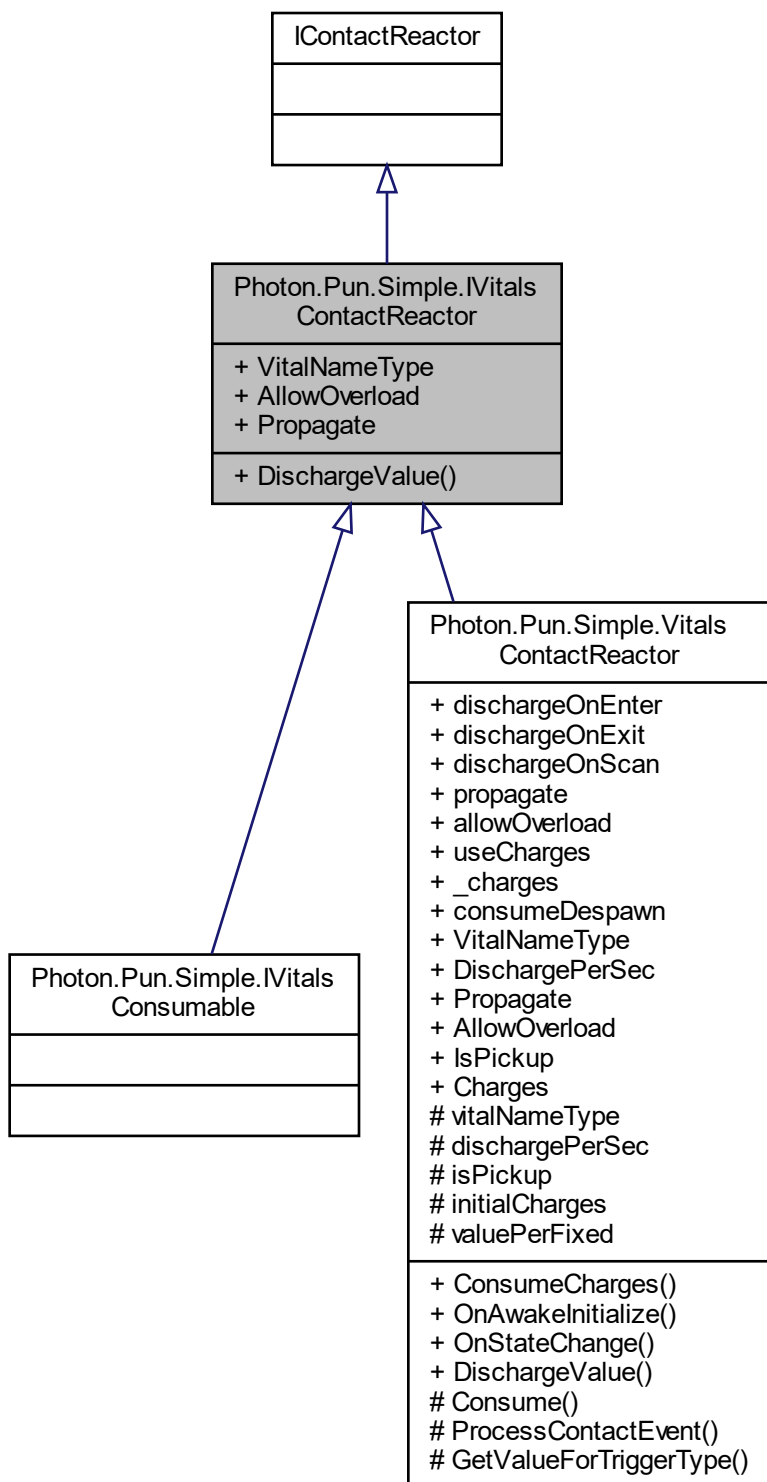 IContactReactor
Photon.Pun.Simple.IVitals
ContactReactor
+ VitalNameType
+ AllowOverload
+ Propagate
+ DischargeValue()
Photon.Pun.Simple.IVitals
Consumable
Photon.Pun.Simple.Vitals
ContactReactor
+ dischargeOnEnter
+ dischargeOnExit
+ dischargeOnScan
+ propagate
+ allowOverload
+ useCharges
+ _charges
+ consumeDespawn
+ VitalNameType
+ DischargePerSec
+ Propagate
+ AllowOverload
+ IsPickup
+ Charges
# vitalNameType
# dischargePerSec
# isPickup
# initialCharges
# valuePerFixed
+ ConsumeCharges()
+ OnAwakeInitialize()
+ OnStateChange()
+ DischargeValue()
# Consume()
# ProcessContactEvent()
# GetValueForTriggerType()